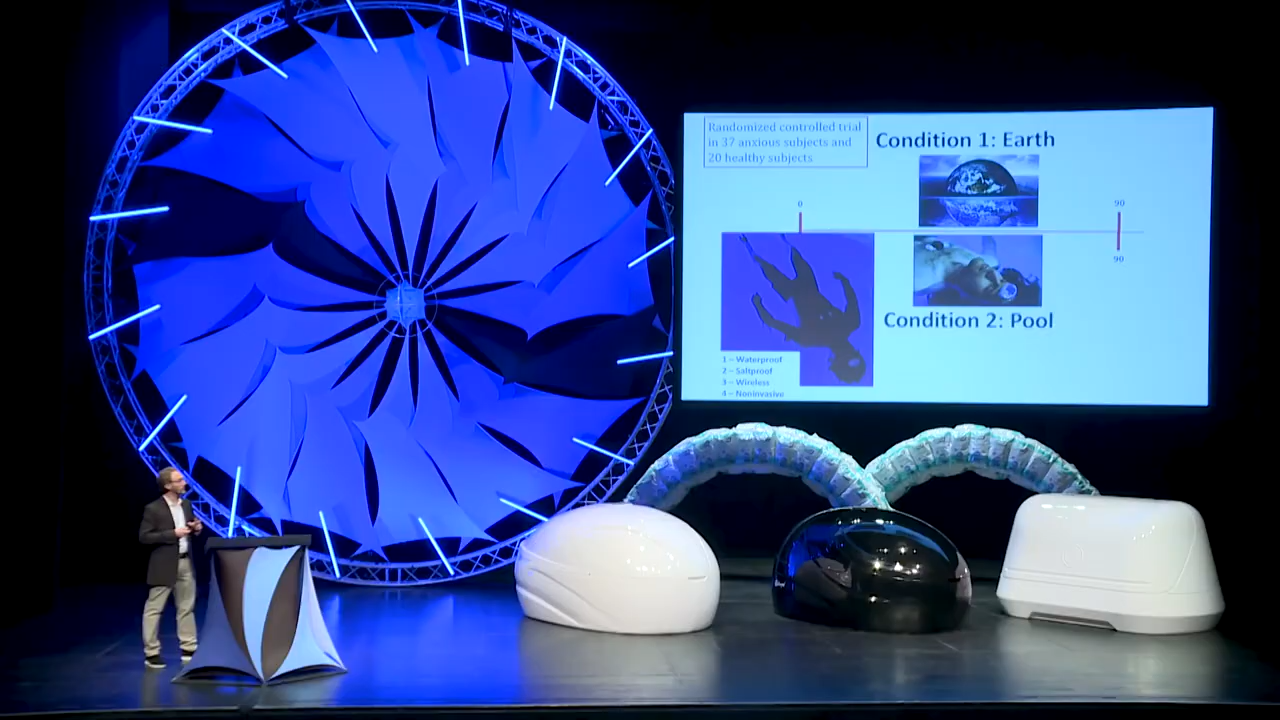 Randomized controlled trial
in 37 anxious subjects and
20 healthy subjects
Condition 1: Earth
0
90
90
Condition 2: Pool
1 – Waterproof
2 – Saltproof
3 – Wireless
4 – Noninvasive